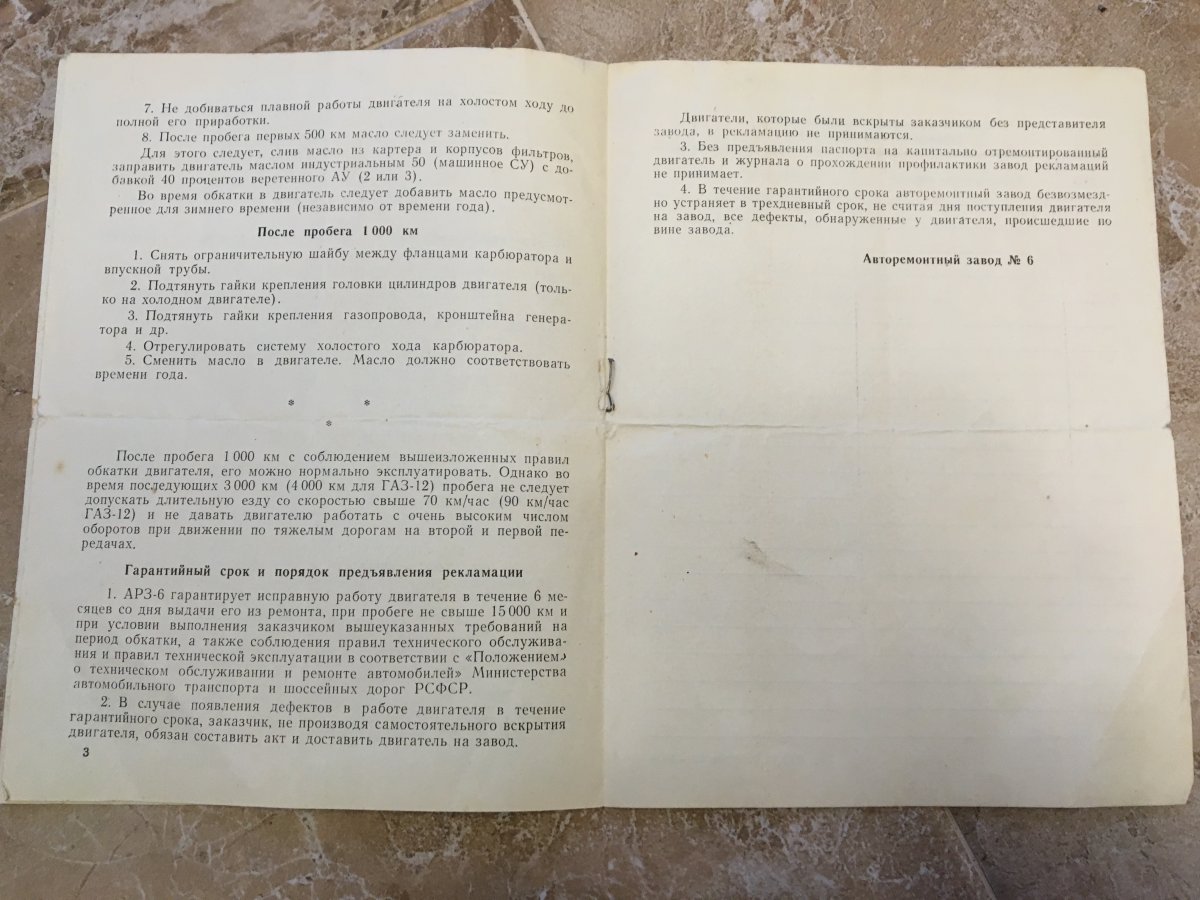 7. Не добиваться плавной работы двигателя на холостом ходу до
полной его приработки.
8. После пробега первых 500 км масло следует заменить.
Для этого следует, слив масло из картера и корпусов фильтров,
заправить двигатель маслом индустриальным 50 (машинное СУ) с до-
бавкой 40 процентов веретенного АУ (2 или 3).
Во время обкатки в двигатель следует добавить масло предусмот-
ренное для зимнего времени (независимо от времени года).
После пробега 1000 км
1. Снять ограничительную шайбу между фланцами карбюратора и
впускной трубы.
2. Подтянуть гайки крепления головки цилиндров двигателя (толь-
ко на холодном двигателе).
3. Подтянуть гайки крепления газопровода, кронштейна генера-
тора и др.
4. Отрегулировать систему холостого хода карбюратора.
5. Сменить масло в двигателе. Масло должно соответствовать
времени года.
* *
*
После пробега 1000 км с соблюдением вышеизложенных правил
обкатки двигателя, его можно нормально эксплуатировать. Однако во
время последующих 3000 км (4000 км для ГАЗ-12) пробега не следует
допускать длительную езду со скоростью свыше 70 км/час (90 км/час
ГАЗ-12) и не давать двигателю работать с очень высоким числом
оборотов при движении по тяжелым дорогам на второй и первой пе-
редачах.
Гарантийный срок и порядок предъявления рекламации
1. АРЗ-6 гарантирует исправную работу двигателя в течение 6 ме-
сяцев со дня выдачи его из ремонта, при пробеге не свыше 15000 км и
при условии выполнения заказчиком вышеуказанных требований на
период обкатки, а также соблюдения правил технического обслужива-
ния и правил технической эксплуатации в соответствии с «Положением»
о техническом обслуживании и ремонте автомобилей» Министерства
автомобильного транспорта и шоссейных дорог РСФСР.
2. В случае появления дефектов в работе двигателя в течение
гарантийного срока, заказчик, не производя самостоятельного вскрытия
двигателя, обязан составить акт и доставить двигатель на завод.
3
Двигатели, которые были вскрыты заказчиком без представителя
завода, в рекламацию не принимаются.
3. Без предъявления паспорта на капитально отремонтированный
двигатель и журнала о прохождении профилактики завод рекламаций
не принимает.
4. В течение гарантийного срока авторемонтный завод безвозмезд-
но устраняет в трехдневный срок, не считая дня поступления двигателя
на завод, все дефекты, обнаруженные у двигателя, происшедшие по
вине завода.
Авторемонтный завод № 6